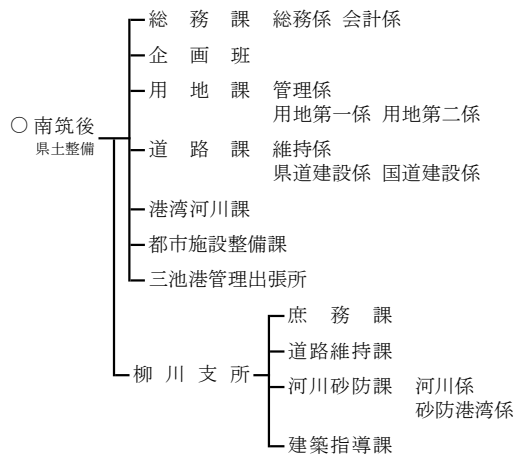 総務課 総務係 会計係
企画班
用地課 管理係
用地第一係 用地第二係
○南筑後
県土整備
道路課 維持係
県道建設係 国道建設係
港湾河川課
都市施設整備課
三池港管理出張所
柳川支所
庶務課
道路維持課
河川砂防課 河川係
砂防港湾係
建築指導課